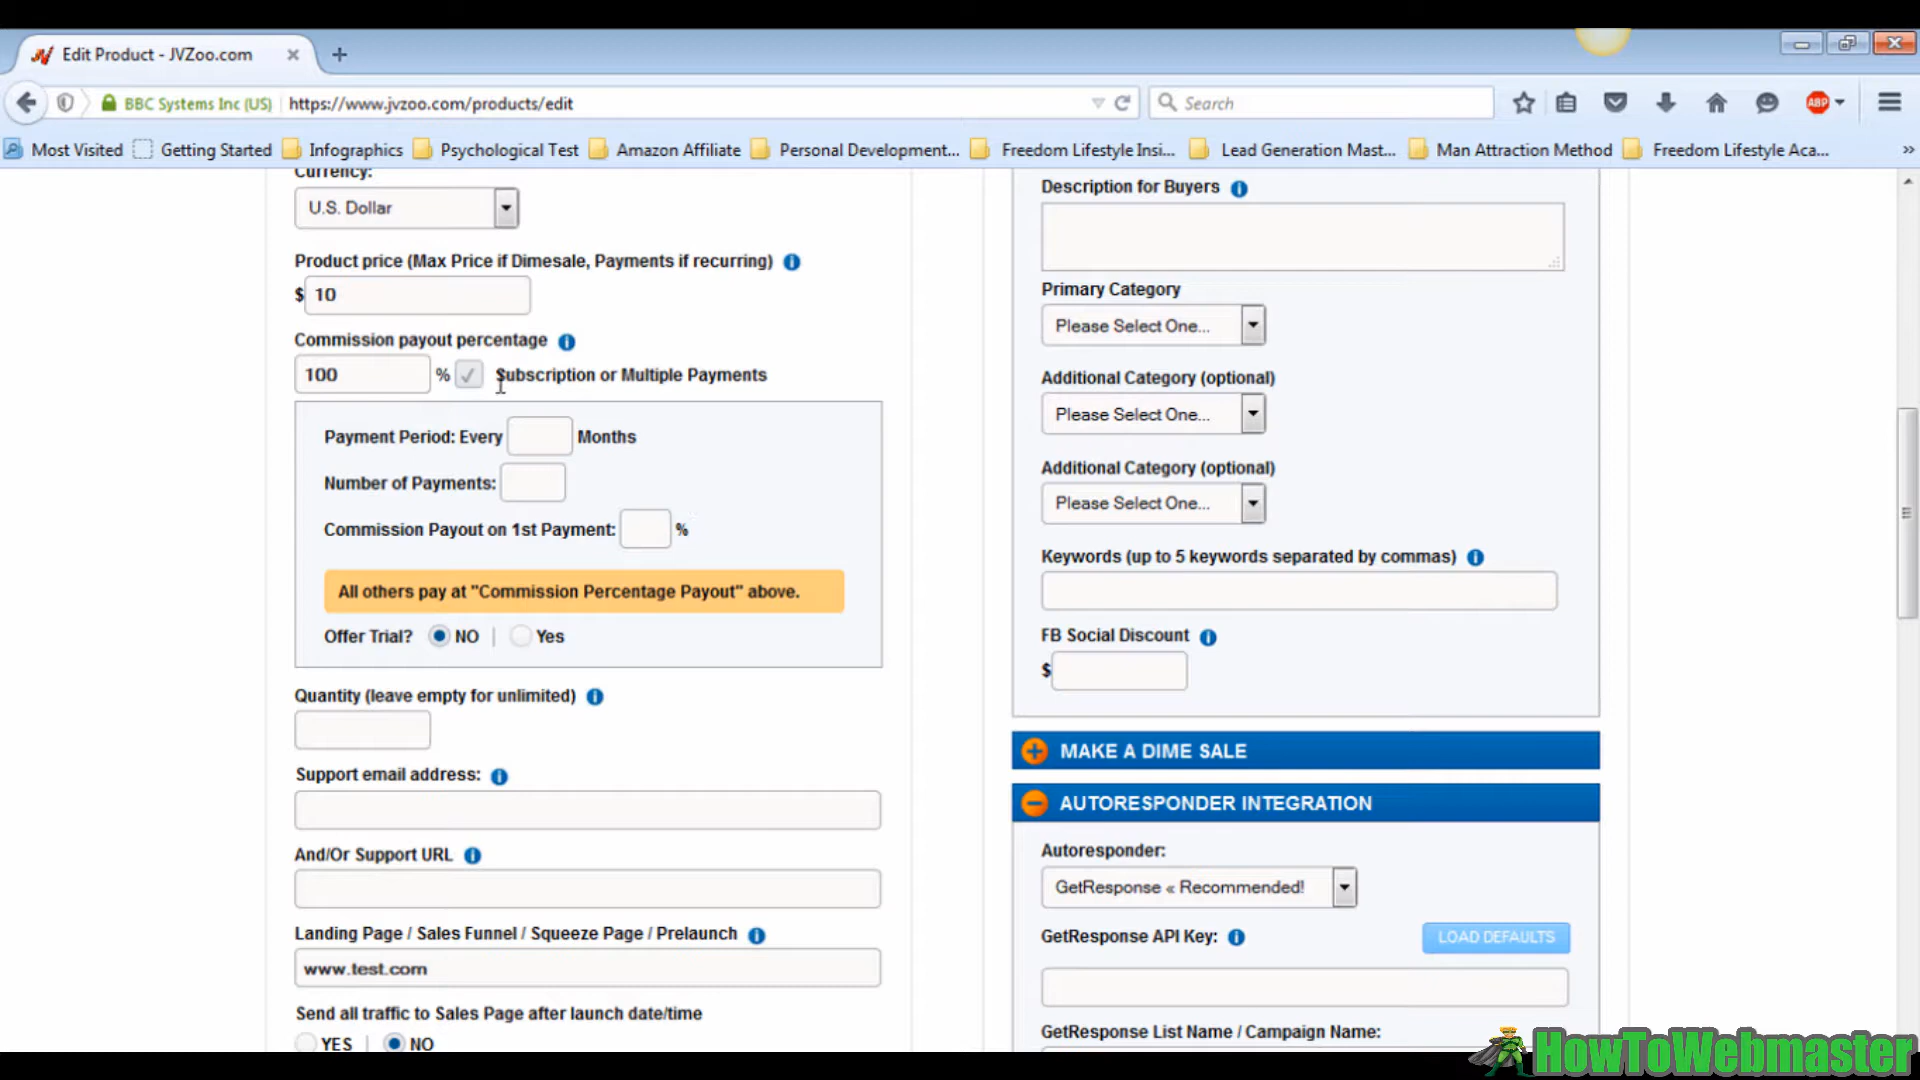 Edit Product - JVZoo.com
BBC Systems Inc (US)
https://www.jvzoo.com/products/edit
Search
ABP
Most Visited
Getting Started
Infographics
Psychological Test
Amazon Affiliate
Personal Development...
Freedom Lifestyle Insi...
Lead Generation Mast...
Man Attraction Method
Freedom Lifestyle Aca...
»
Currency:
U.S. Dollar
Product price (Max Price if Dimesale, Payments if recurring)
$ 10
Commission payout percentage
100 % Subscription or Multiple Payments
Payment Period: Every Months
Number of Payments:
Commission Payout on 1st Payment: %
All others pay at "Commission Percentage Payout" above.
Offer Trial? NO | Yes
Quantity (leave empty for unlimited)
Support email address:
And/Or Support URL
Landing Page / Sales Funnel / Squeeze Page / Prelaunch
www.test.com
Send all traffic to Sales Page after launch date/time
YES | NO
Description for Buyers
Primary Category
Please Select One...
Additional Category (optional)
Please Select One...
Additional Category (optional)
Please Select One...
Keywords (up to 5 keywords separated by commas)
FB Social Discount
$
MAKE A DIME SALE
AUTORESPONDER INTEGRATION
Autoresponder:
GetResponse « Recommended!
GetResponse API Key:
LOAD DEFAULTS
GetResponse List Name / Campaign Name:
HowToWebmaster